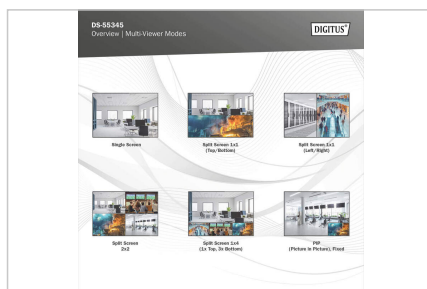 DS-55345
Overview | Multi-Viewer Modes
DIGITUS®
Single Screen
Split Screen 1x1
(Top/Bottom)
Split Screen 1x1
(Left/Right)
Split Screen
2x2
Split Screen 1x4
(1x Top, 3x Bottom)
PIP
(Picture in Picture), Fixed